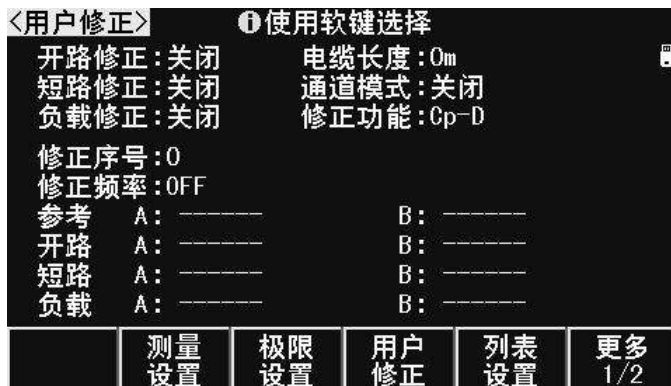 <用户修正> 使用软键选择
开路修正:关闭 电缆长度:0m
短路修正:关闭 通道模式:关闭
负载修正:关闭 修正功能:Cp-D
修正序号:0
修正频率:OFF
参考 A: ------ B: ------
开路 A: ------ B: ------
短路 A: ------ B: ------
负载 A: ------ B: ------
测量设置 极限设置 用户修正 列表设置 更多 1/2